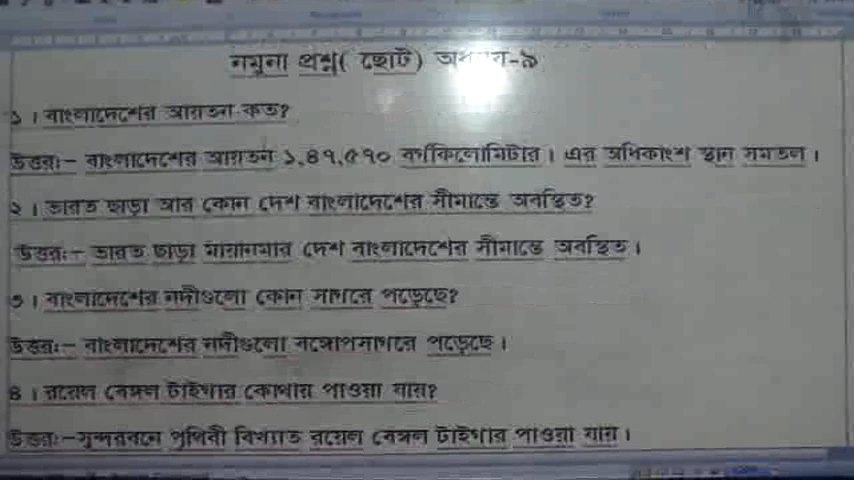 নমুনা প্রশ্ন( ছোট) অধ্যায়-৯
১। বাংলাদেশের আয়তন কত?
উত্তরঃ- বাংলাদেশের আয়তন ১,৪৭,৫৭০ বর্গকিলোমিটার। এর অধিকাংশ স্থান সমতল।
২। ভারত ছাড়া আর কোন দেশ বাংলাদেশের সীমান্তে অবস্থিত?
উত্তরঃ- ভারত ছাড়া মায়ানমার দেশ বাংলাদেশের সীমান্তে অবস্থিত।
৩। বাংলাদেশের নদীগুলো কোন সাগরে পড়েছে?
উত্তরঃ- বাংলাদেশের নদীগুলো বঙ্গোপসাগরে পড়েছে।
৪। রয়েল বেঙ্গল টাইগার কোথায় পাওয়া যায়?
উত্তরঃ-সুন্দরবনে পৃথিবী বিখ্যাত রয়েল বেঙ্গল টাইগার পাওয়া যায়।